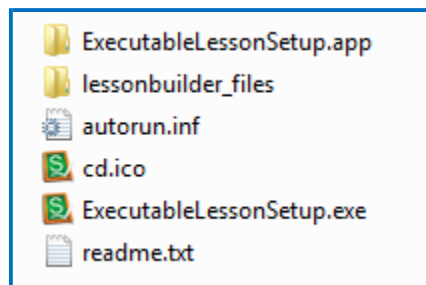 ExecutableLessonSetup.app
lessonbuilder_files
autorun.inf
cd.ico
ExecutableLessonSetup.exe
readme.txt